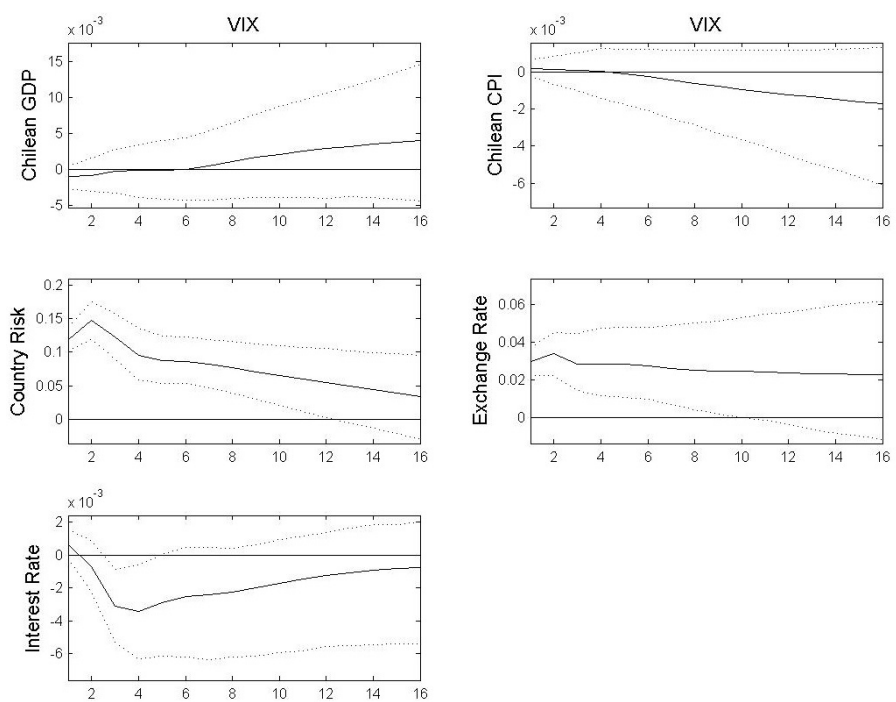 VIX
x 10^-3
Chilean GDP
15
10
5
0
-5
2 4 6 8 10 12 14 16
VIX
x 10^-3
Chilean CPI
0
-2
-4
-6
2 4 6 8 10 12 14 16
Country Risk
0.2
0.15
0.1
0.05
0
2 4 6 8 10 12 14 16
Exchange Rate
0.06
0.04
0.02
0
2 4 6 8 10 12 14 16
x 10^-3
Interest Rate
2
0
-2
-4
-6
2 4 6 8 10 12 14 16